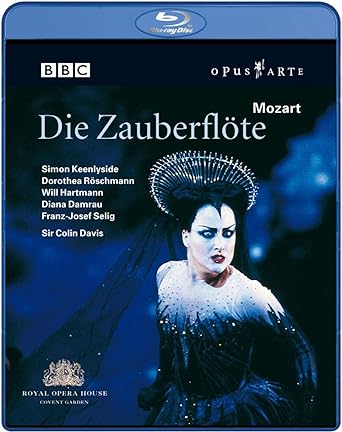 Blu-ray Disc
BBC
OPUS ARTE
Mozart
Die Zauberflöte
Simon Keenlyside
Dorothea Röschmann
Will Hartmann
Diana Damrau
Franz-Josef Selig
Sir Colin Davis
ROYAL OPERA HOUSE
COVENT GARDEN